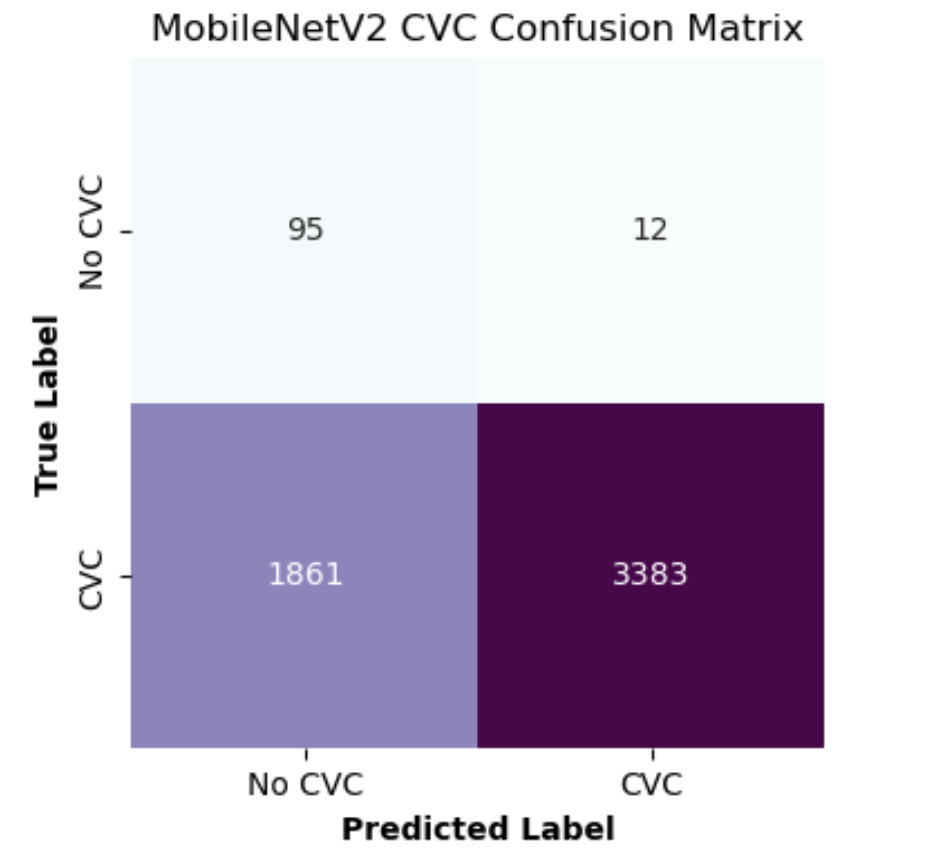 MobileNetV2 CVC Confusion Matrix
True Label
No CVC
95
12
CVC
1861
3383
No CVC
CVC
Predicted Label